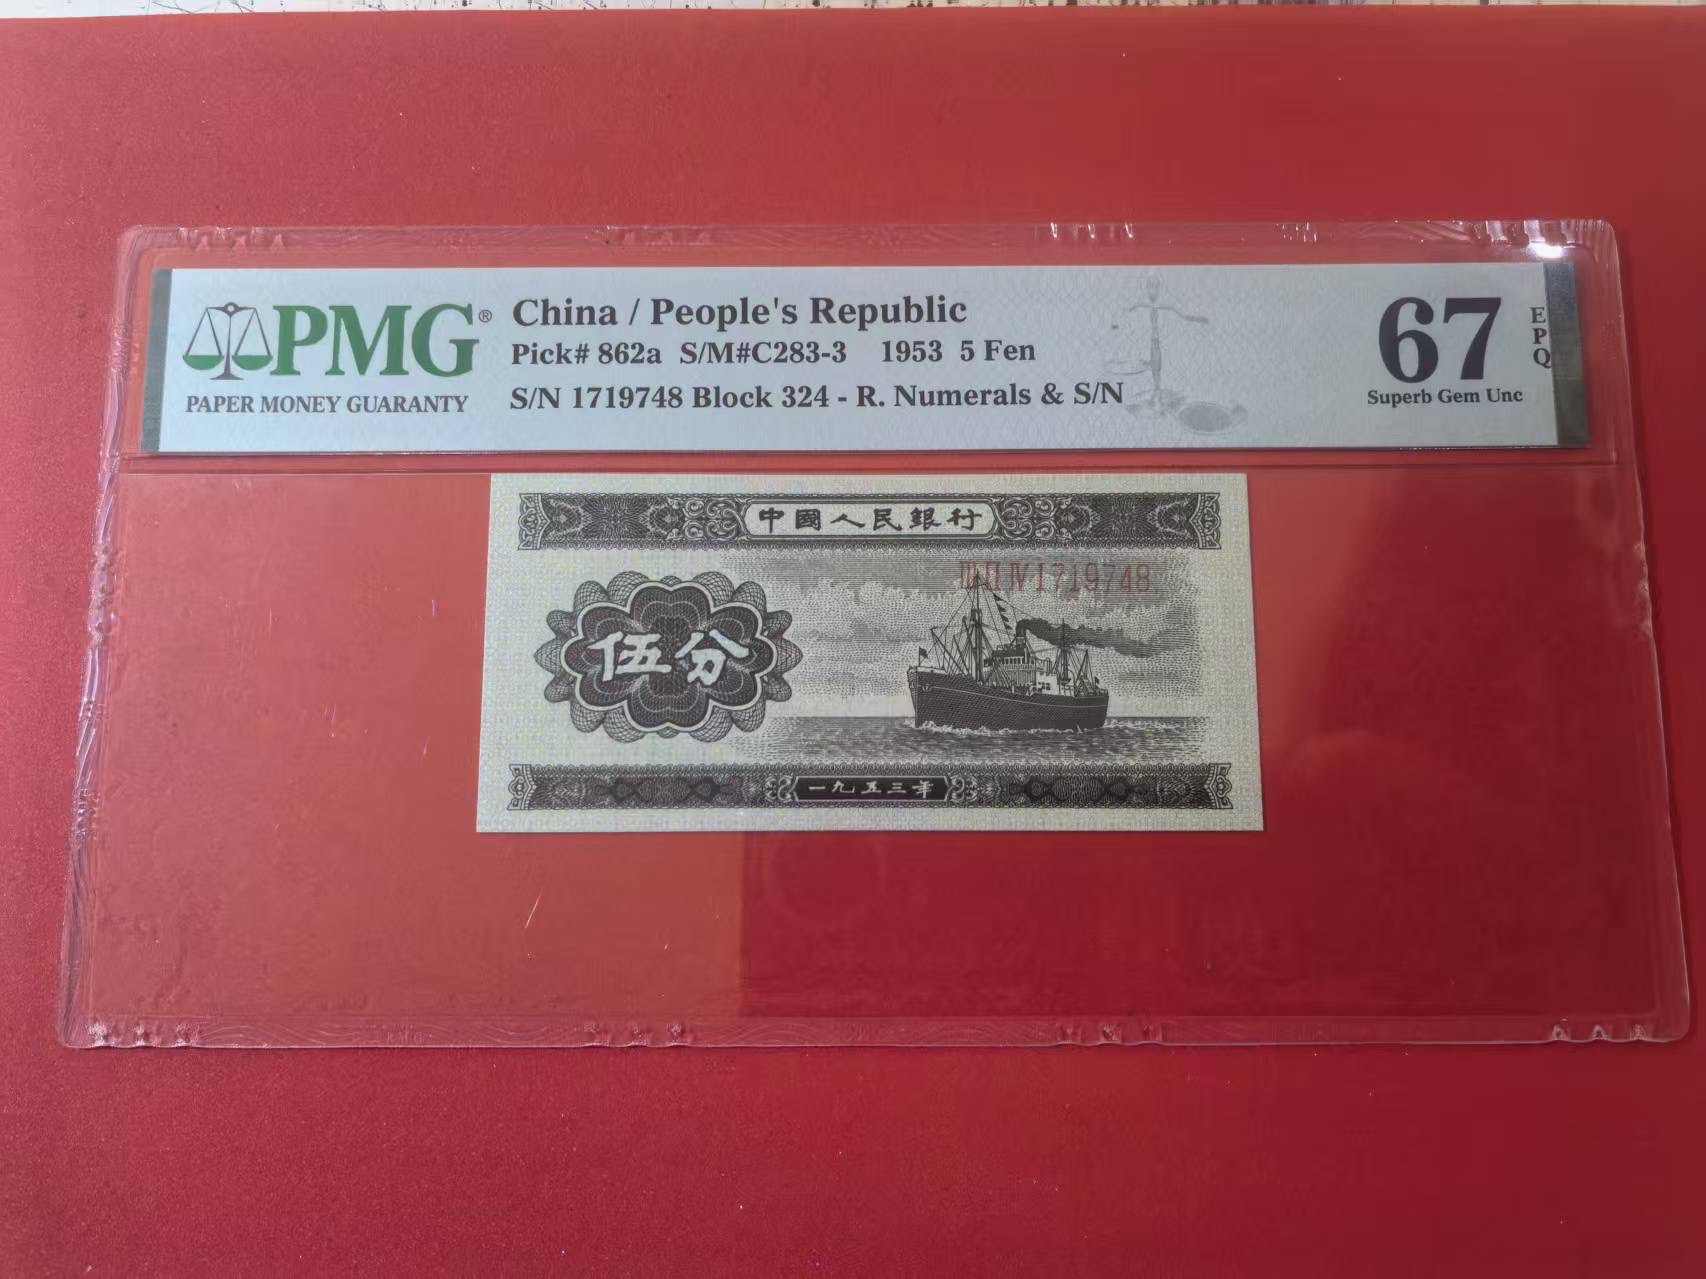 PMG®
PAPER MONEY GUARANTY
China / People's Republic
Pick# 862a S/M#C283-3 1953 5 Fen
S/N 1719748 Block 324 - R. Numerals & S/N
67
EPQ
Superb Gem Unc
中國人民銀行
ⅢⅡⅣ1719748
伍分
一九五三年